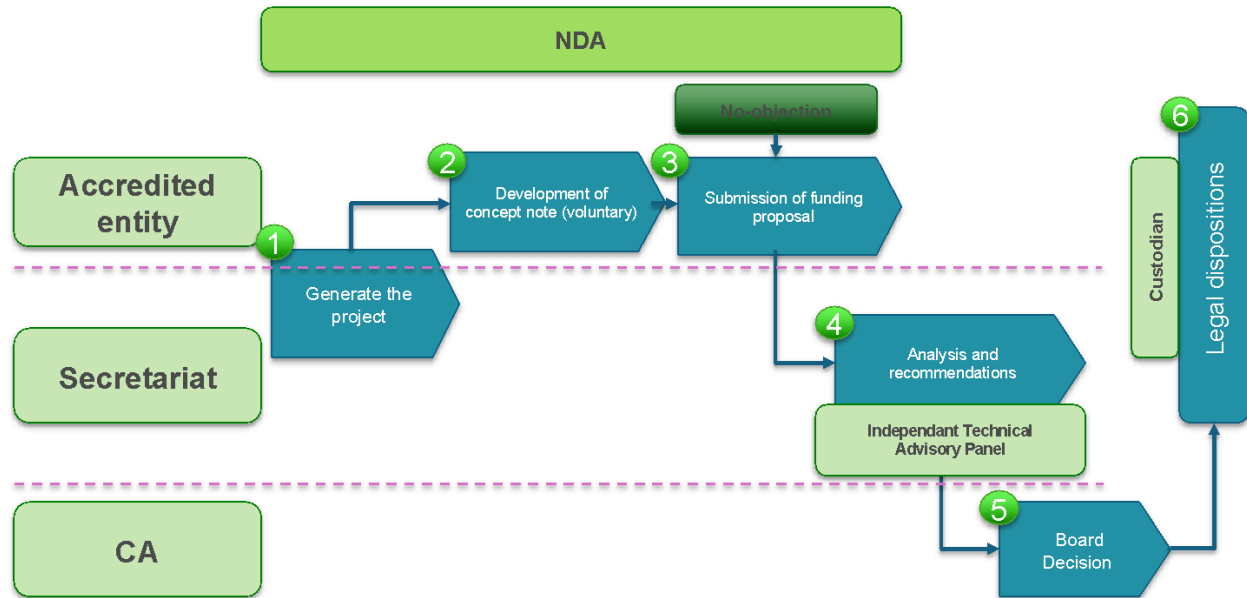 NDA
No-objection
6
2
3
Accredited
entity
Development of
concept note (voluntary)
Submission of funding
proposal
1
Generate the
project
Custodian
Legal dispositions
4
Analysis and
recommendations
Secretariat
Independant Technical
Advisory Panel
5
CA
Board
Decision